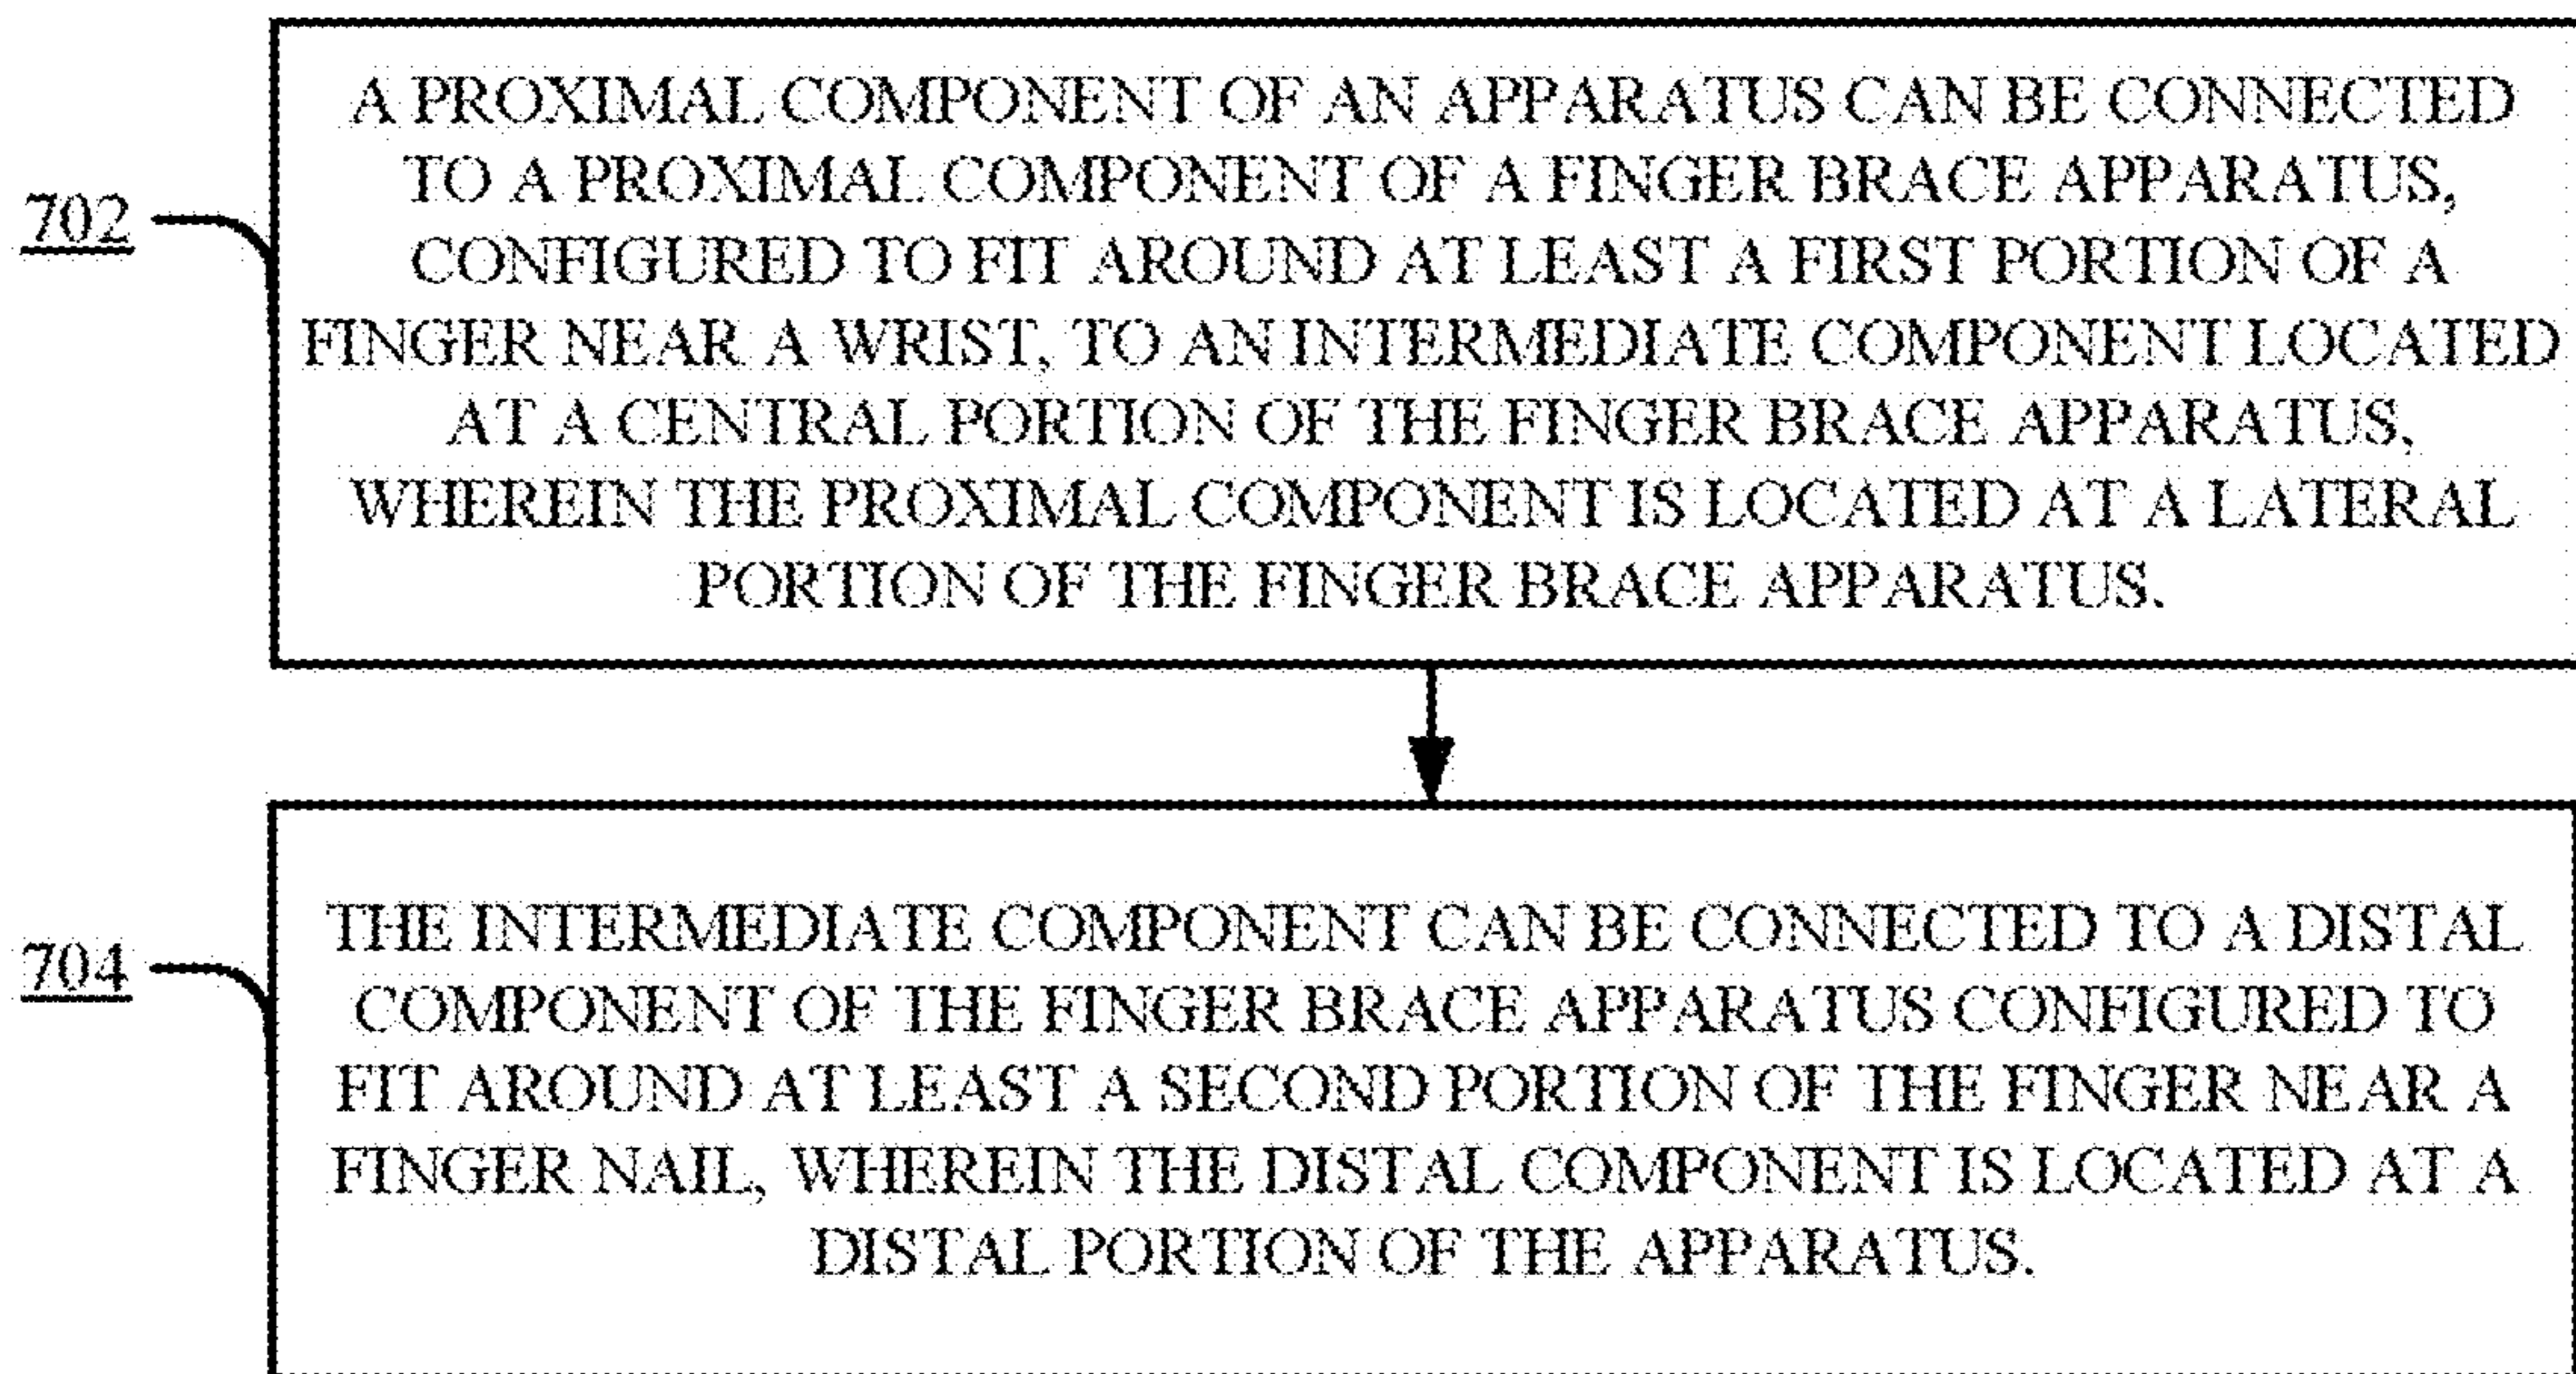 A PROXIMAL COMPONENT OF AN APPARATUS CAN BE CONNECTED
TO A PROXIMAL COMPONENT OF A FINGER BRACE APPARATUS,
702
CONFIGURED TO FIT AROUND AT LEAST A FIRST PORTION OF A
FINGER NEAR A WRIST, TO AN INTERMEDIATE COMPONENT LOCATED
AT A CENTRAL PORTION OF THE FINGER BRACE APPARATUS,
WHEREIN THE PROXIMAL COMPONENT IS LOCATED AT A LATERAL
PORTION OF THE FINGER BRACE APPARATUS.
THE INTERMEDIATE COMPONENT CAN BE CONNECTED TO A DISTAL
704
COMPONENT OF THE FINGER BRACE APPARATUS CONFIGURED TO
FIT AROUND AT LEAST A SECOND PORTION OF THE FINGER NEAR A
FINGER NAIL, WHEREIN THE DISTAL COMPONENT IS LOCATED AT A
DISTAL PORTION OF THE APPARATUS.